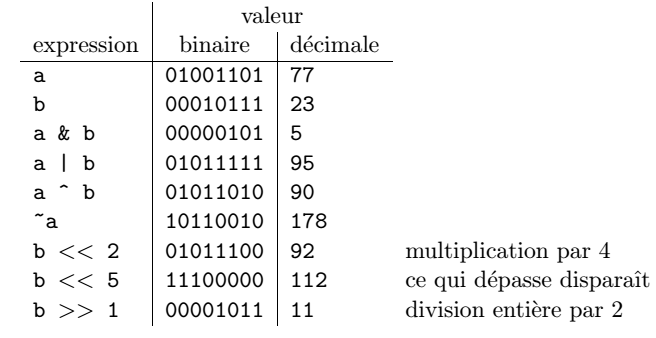 valeur
expression binaire décimale
a 01001101 77
b 00010111 23
a & b 00000101 5
a | b 01011111 95
a ^ b 01011010 90
~a 10110010 178
b << 2 01011100 92 multiplication par 4
b << 5 11100000 112 ce qui dépasse disparaît
b >> 1 00001011 11 division entière par 2